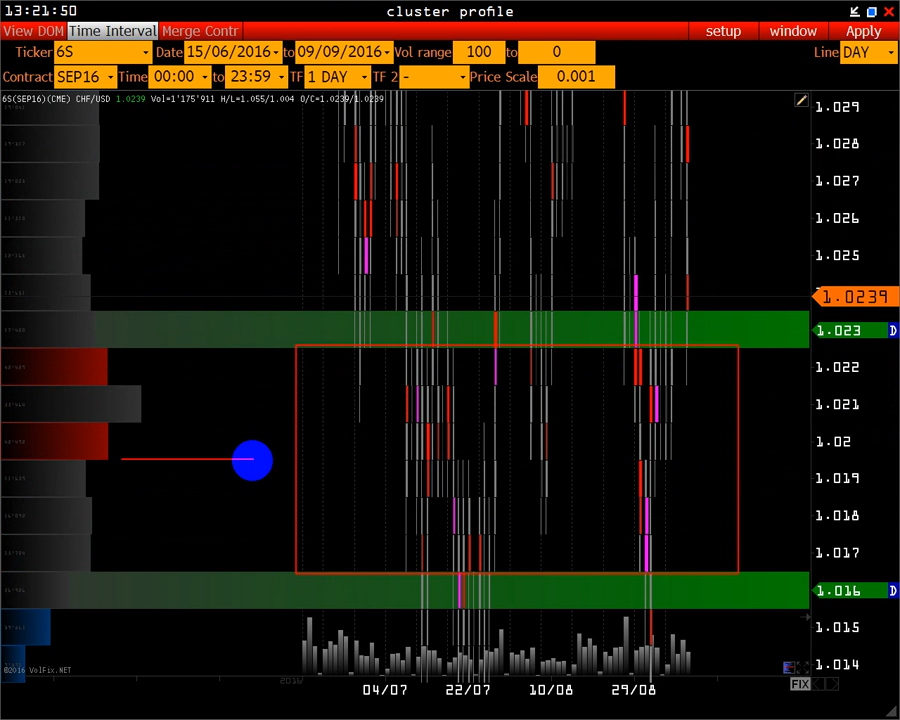 13:21:50 cluster profile
View DOM Time Interval Merge Contr setup window Apply
Ticker 6S Date 15/06/2016 to 09/09/2016 Vol range 100 to 0 Line DAY
Contract SEP16 Time 00:00 to 23:59 TF 1 DAY TF 2 - Price Scale 0.001
6S(SEP16)(CME) CHF/USD 1.0239 Vol=1'175'911 H/L=1.055/1.004 O/C=1.0239/1.0239
1.029
1.028
1.027
1.026
1.025
1.0239
1.023 D
1.022
1.021
1.02
1.019
1.018
1.017
1.016 D
1.015
1.014
©2016 VolFix.NET
2016
FIX
04/07 22/07 10/08 29/08